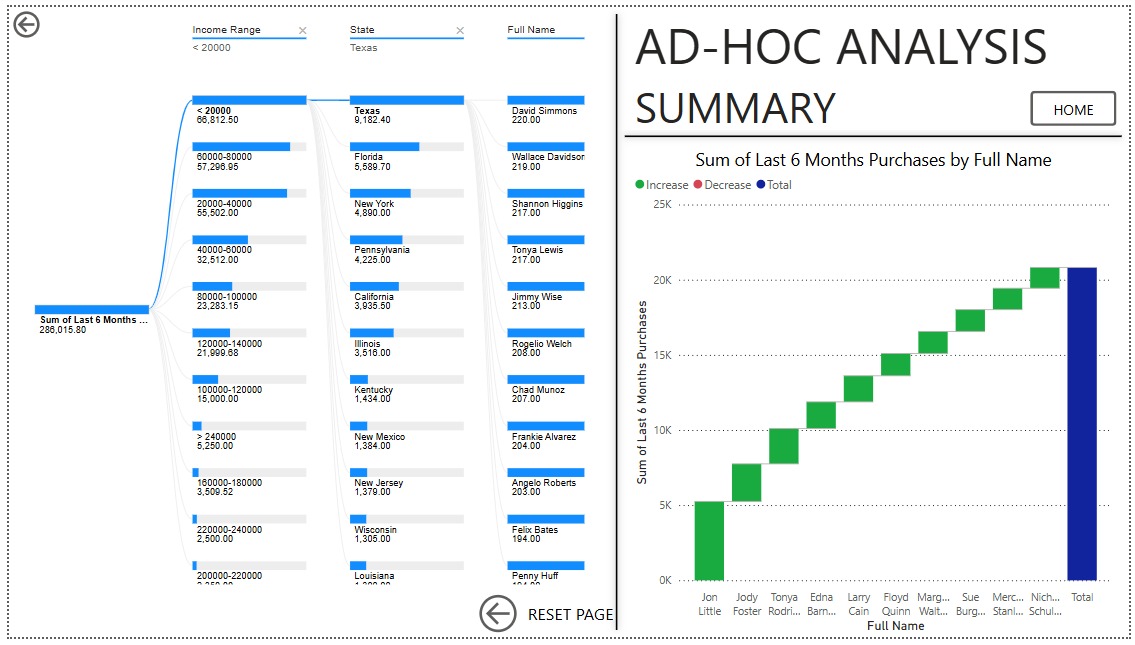 Income Range
< 20000
State
Texas
Full Name
Sum of Last 6 Months ...
286,015.80
< 20000
66,812.50
60000-80000
57,296.95
20000-40000
55,502.00
40000-60000
32,512.00
80000-100000
23,283.15
120000-140000
21,999.68
100000-120000
15,000.00
> 240000
5,250.00
160000-180000
3,509.52
220000-240000
2,500.00
200000-220000
Texas
9,182.40
Florida
5,589.70
New York
4,890.00
Pennsylvania
4,225.00
California
3,935.50
Illinois
3,516.00
Kentucky
1,434.00
New Mexico
1,384.00
New Jersey
1,379.00
Wisconsin
1,305.00
Louisiana
David Simmons
220.00
Wallace Davidson
219.00
Shannon Higgins
217.00
Tonya Lewis
217.00
Jimmy Wise
213.00
Rogelio Welch
208.00
Chad Munoz
207.00
Frankie Alvarez
204.00
Angelo Roberts
203.00
Felix Bates
194.00
Penny Huff
RESET PAGE
AD-HOC ANALYSIS
SUMMARY
HOME
Sum of Last 6 Months Purchases by Full Name
Increase Decrease Total
Sum of Last 6 Months Purchases
25K
20K
15K
10K
5K
0K
Jon
Little
Jody
Foster
Tonya
Rodri...
Edna
Barn...
Larry
Cain
Floyd
Quinn
Marg...
Walt...
Sue
Burg...
Merc...
Stanl...
Nich...
Schul...
Total
Full Name